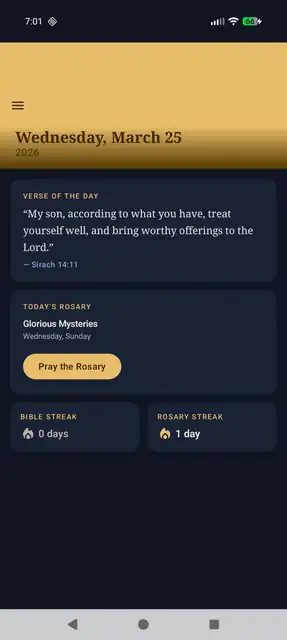 7:01
66
Wednesday, March 25
2026
VERSE OF THE DAY
“My son, according to what you have, treat
yourself well, and bring worthy offerings to the
Lord.”
— Sirach 14:11
TODAY'S ROSARY
Glorious Mysteries
Wednesday, Sunday
Pray the Rosary
BIBLE STREAK
0 days
ROSARY STREAK
1 day